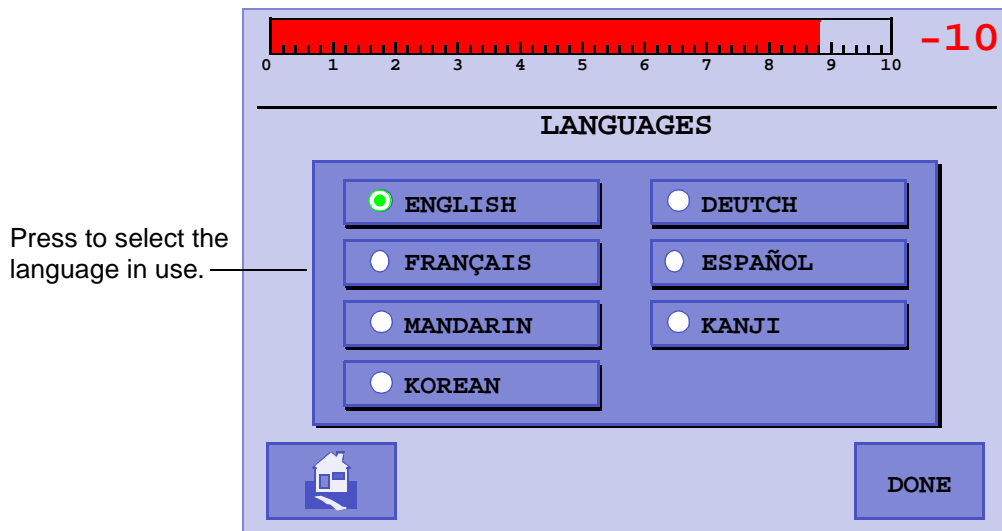 -10
0 1 2 3 4 5 6 7 8 9 10
LANGUAGES
Press to select the
language in use.
ENGLISH DEUTCH
FRANÇAIS ESPAÑOL
MANDARIN KANJI
KOREAN
DONE